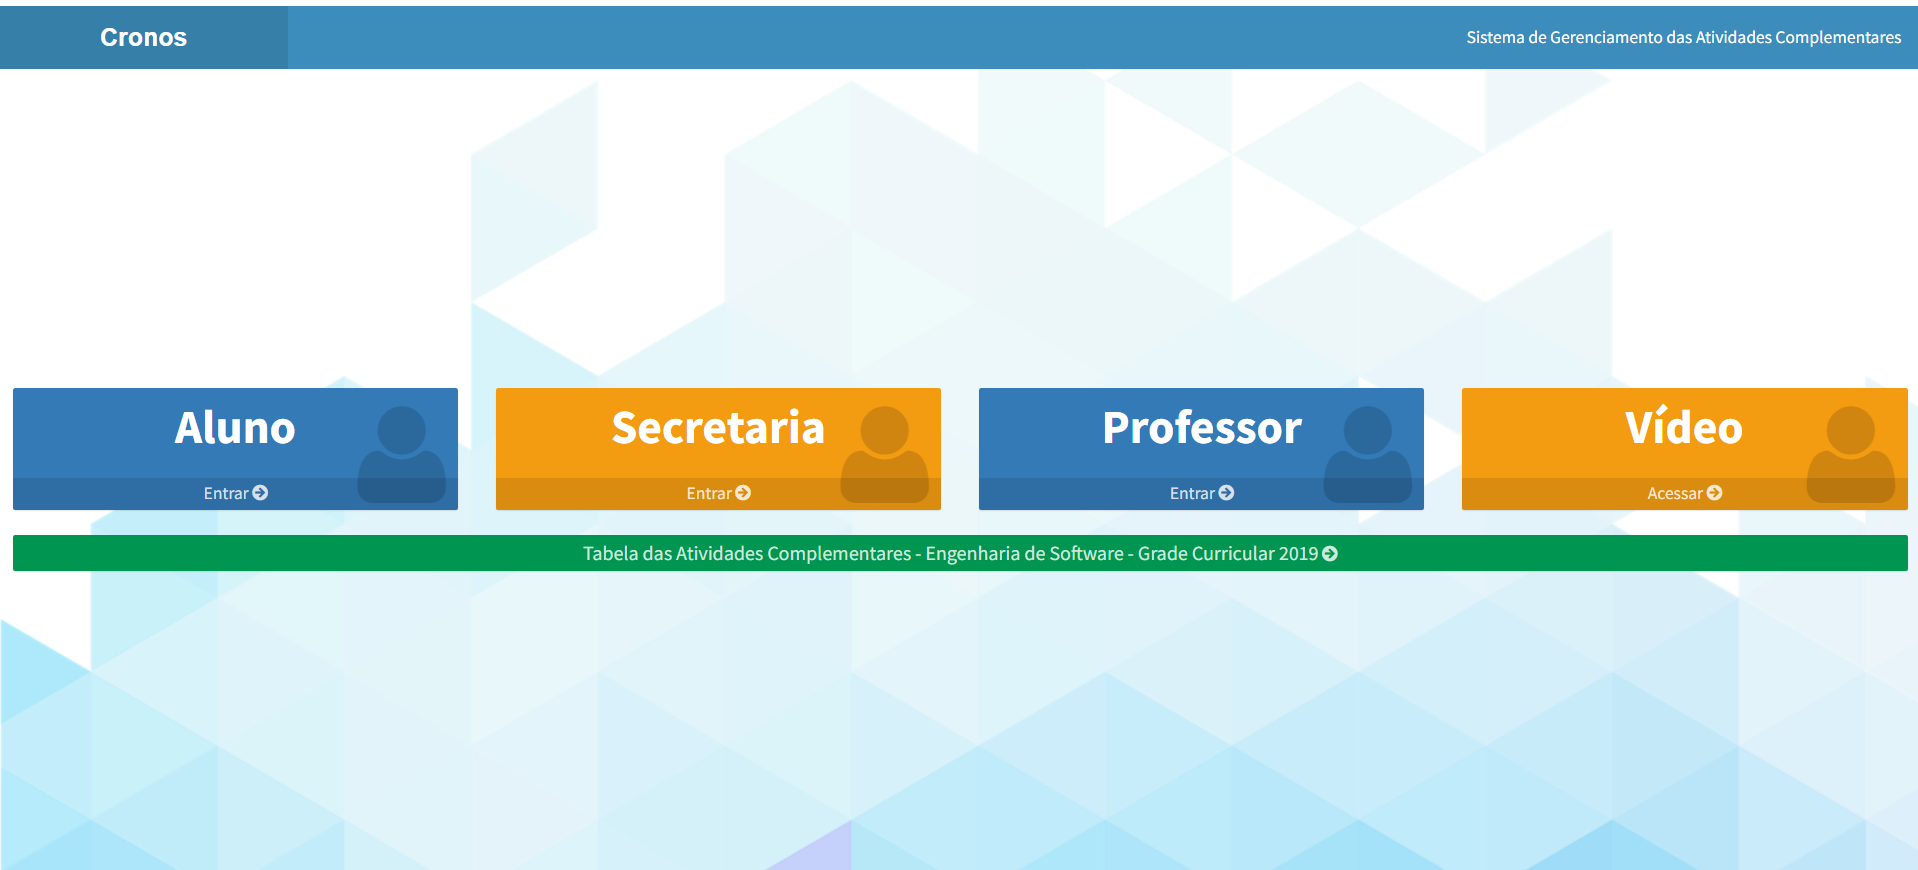 Cronos
Sistema de Gerenciamento das Atividades Complementares
Aluno
Entrar
Secretaria
Entrar
Professor
Entrar
Vídeo
Acessar
Tabela das Atividades Complementares - Engenharia de Software - Grade Curricular 2019